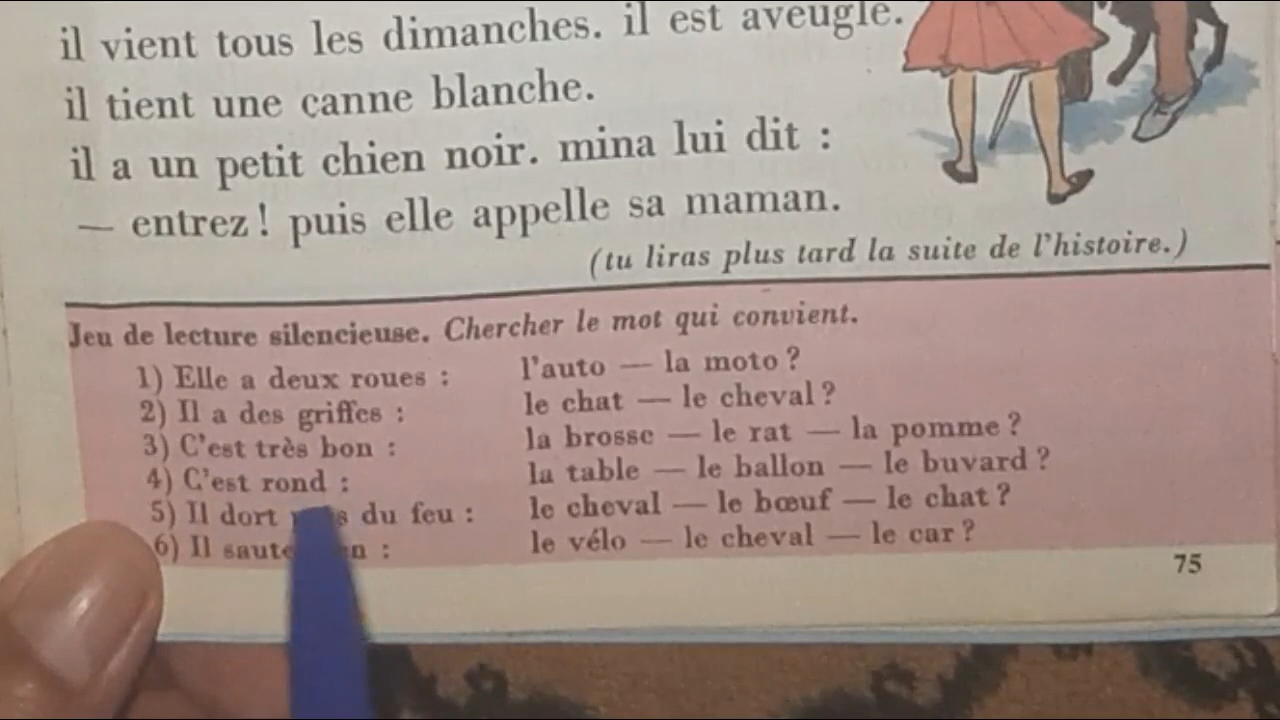 il vient tous les dimanches. il est aveugle.
il tient une canne blanche.
il a un petit chien noir. mina lui dit :
— entrez ! puis elle appelle sa maman.
(tu liras plus tard la suite de l'histoire.)
Jeu de lecture silencieuse. Chercher le mot qui convient.
1) Elle a deux roues : l'auto — la moto ?
2) Il a des griffes : le chat — le cheval ?
3) C'est très bon : la brosse — le rat — la pomme ?
4) C'est rond : la table — le ballon — le buvard ?
5) Il dort du feu : le cheval — le bœuf — le chat ?
6) Il saute : le vélo — le cheval — le car ?
75